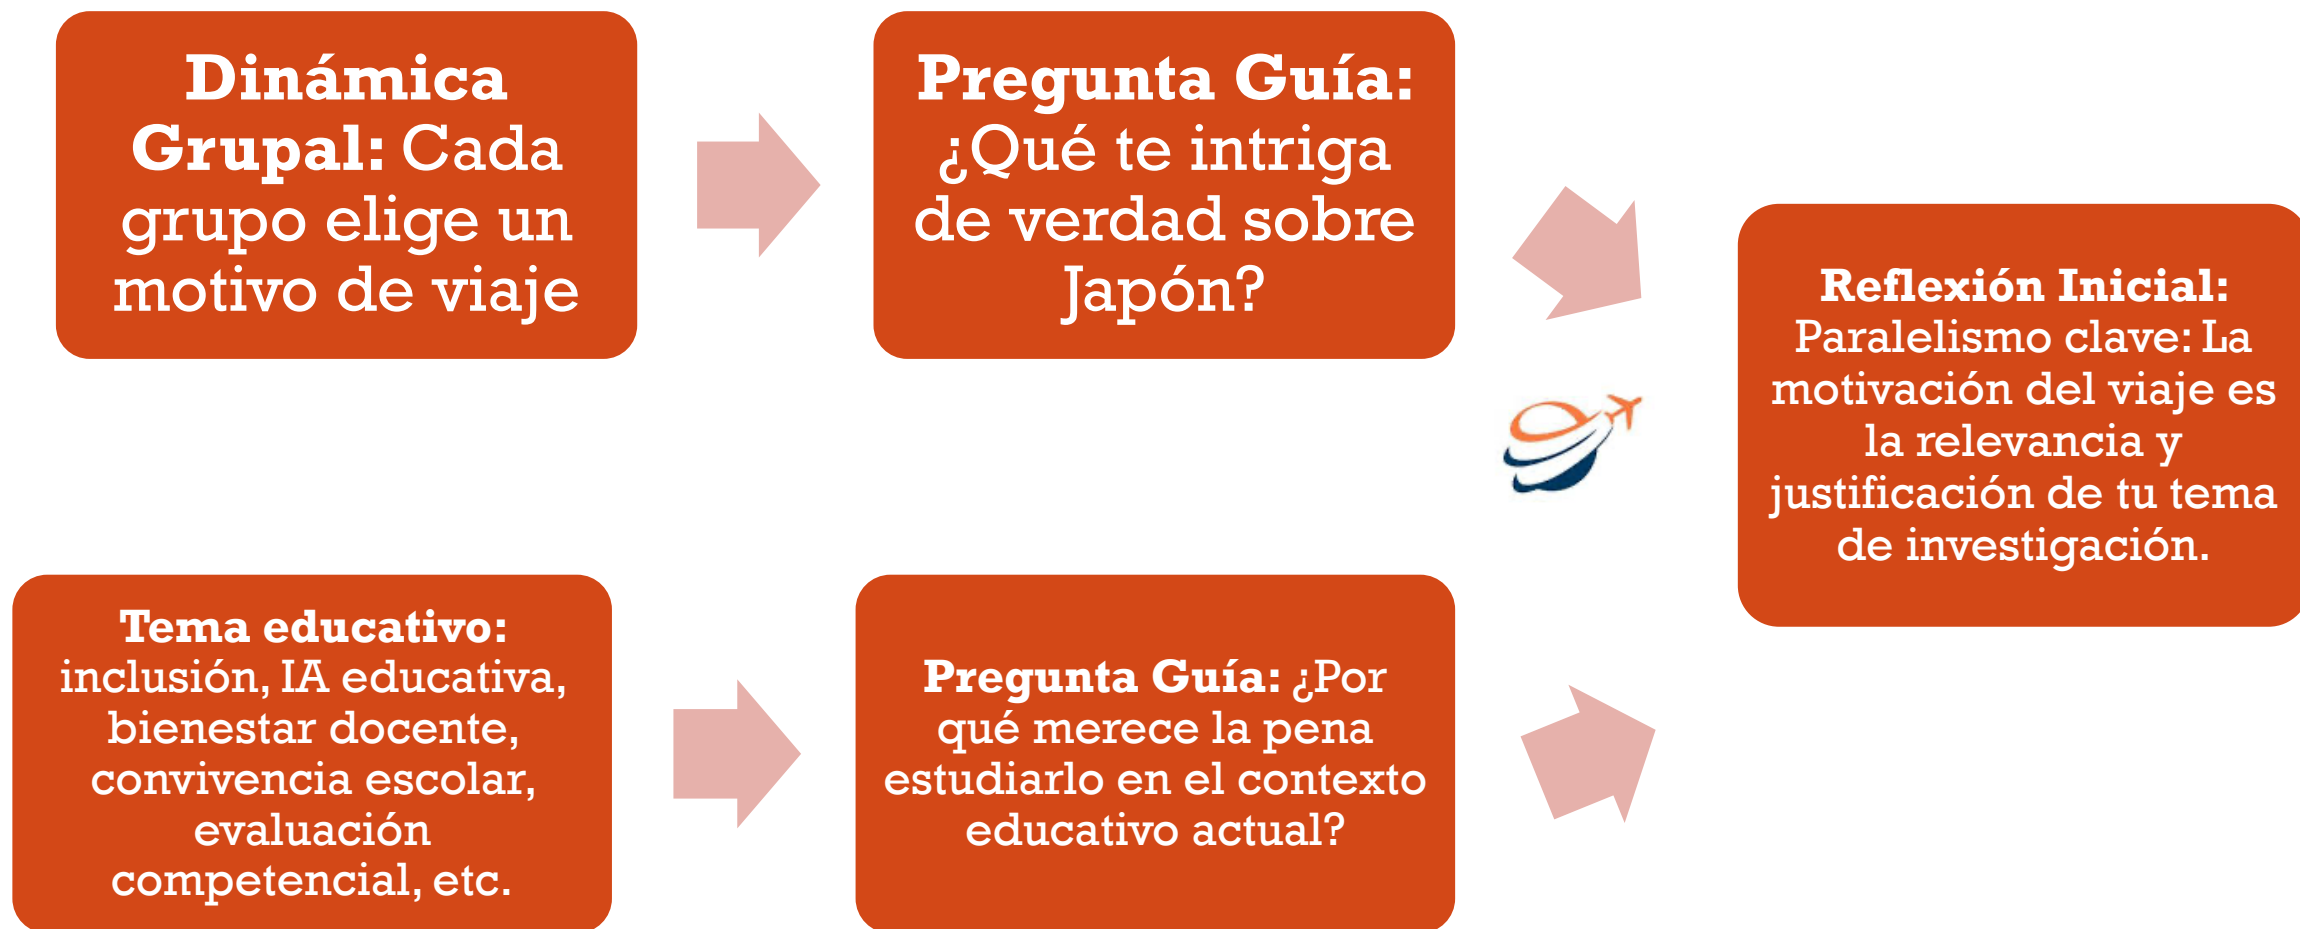 Dinámica
Grupal: Cada
grupo elige un
motivo de viaje
Pregunta Guía:
¿Qué te intriga
de verdad sobre
Japón?
Reflexión Inicial:
Paralelismo clave: La
motivación del viaje es
la relevancia y
justificación de tu tema
de investigación.
Tema educativo:
inclusión, IA educativa,
bienestar docente,
convivencia escolar,
evaluación
competencial, etc.
Pregunta Guía: ¿Por
qué merece la pena
estudiarlo en el contexto
educativo actual?